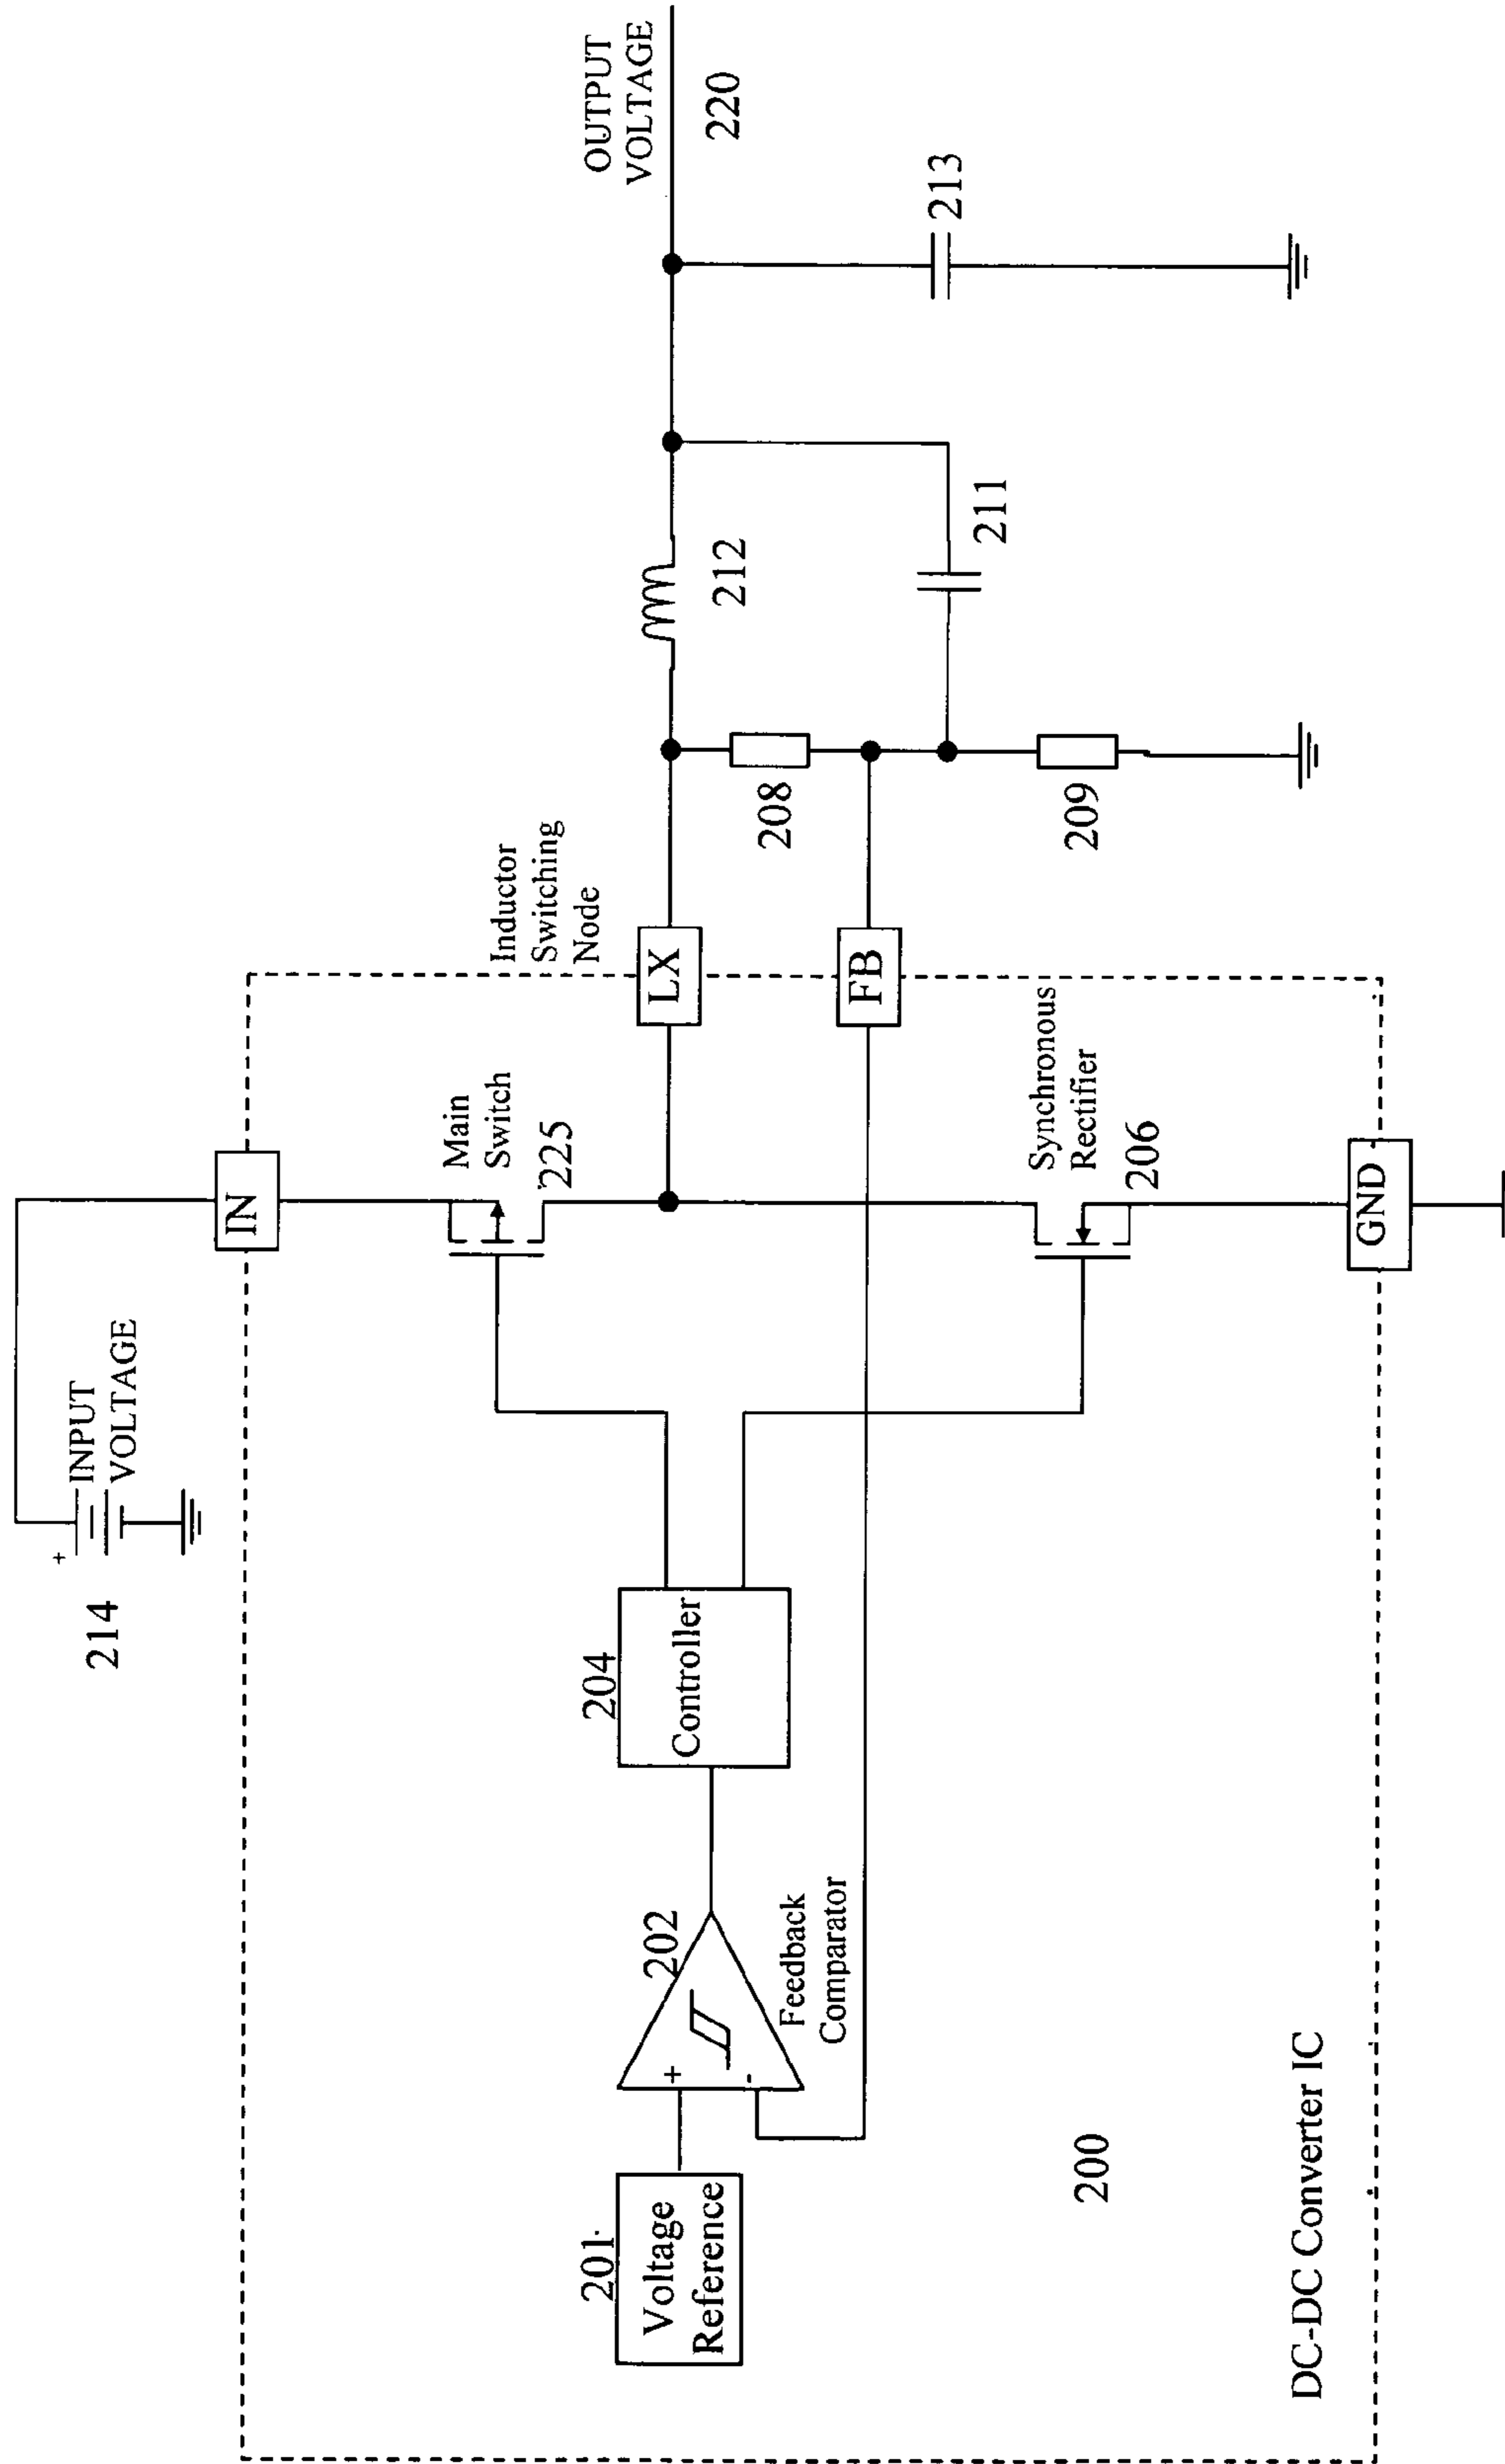 214
+
INPUT
VOLTAGE
IN
Main
Switch
225
Inductor
Switching
Node
LX
FB
OUTPUT
VOLTAGE
220
212
211
213
208
209
201
Voltage
Reference
+
-
202
Feedback
Comparator
204
Controller
Synchronous
Rectifier
206
GND
200
DC-DC Converter IC